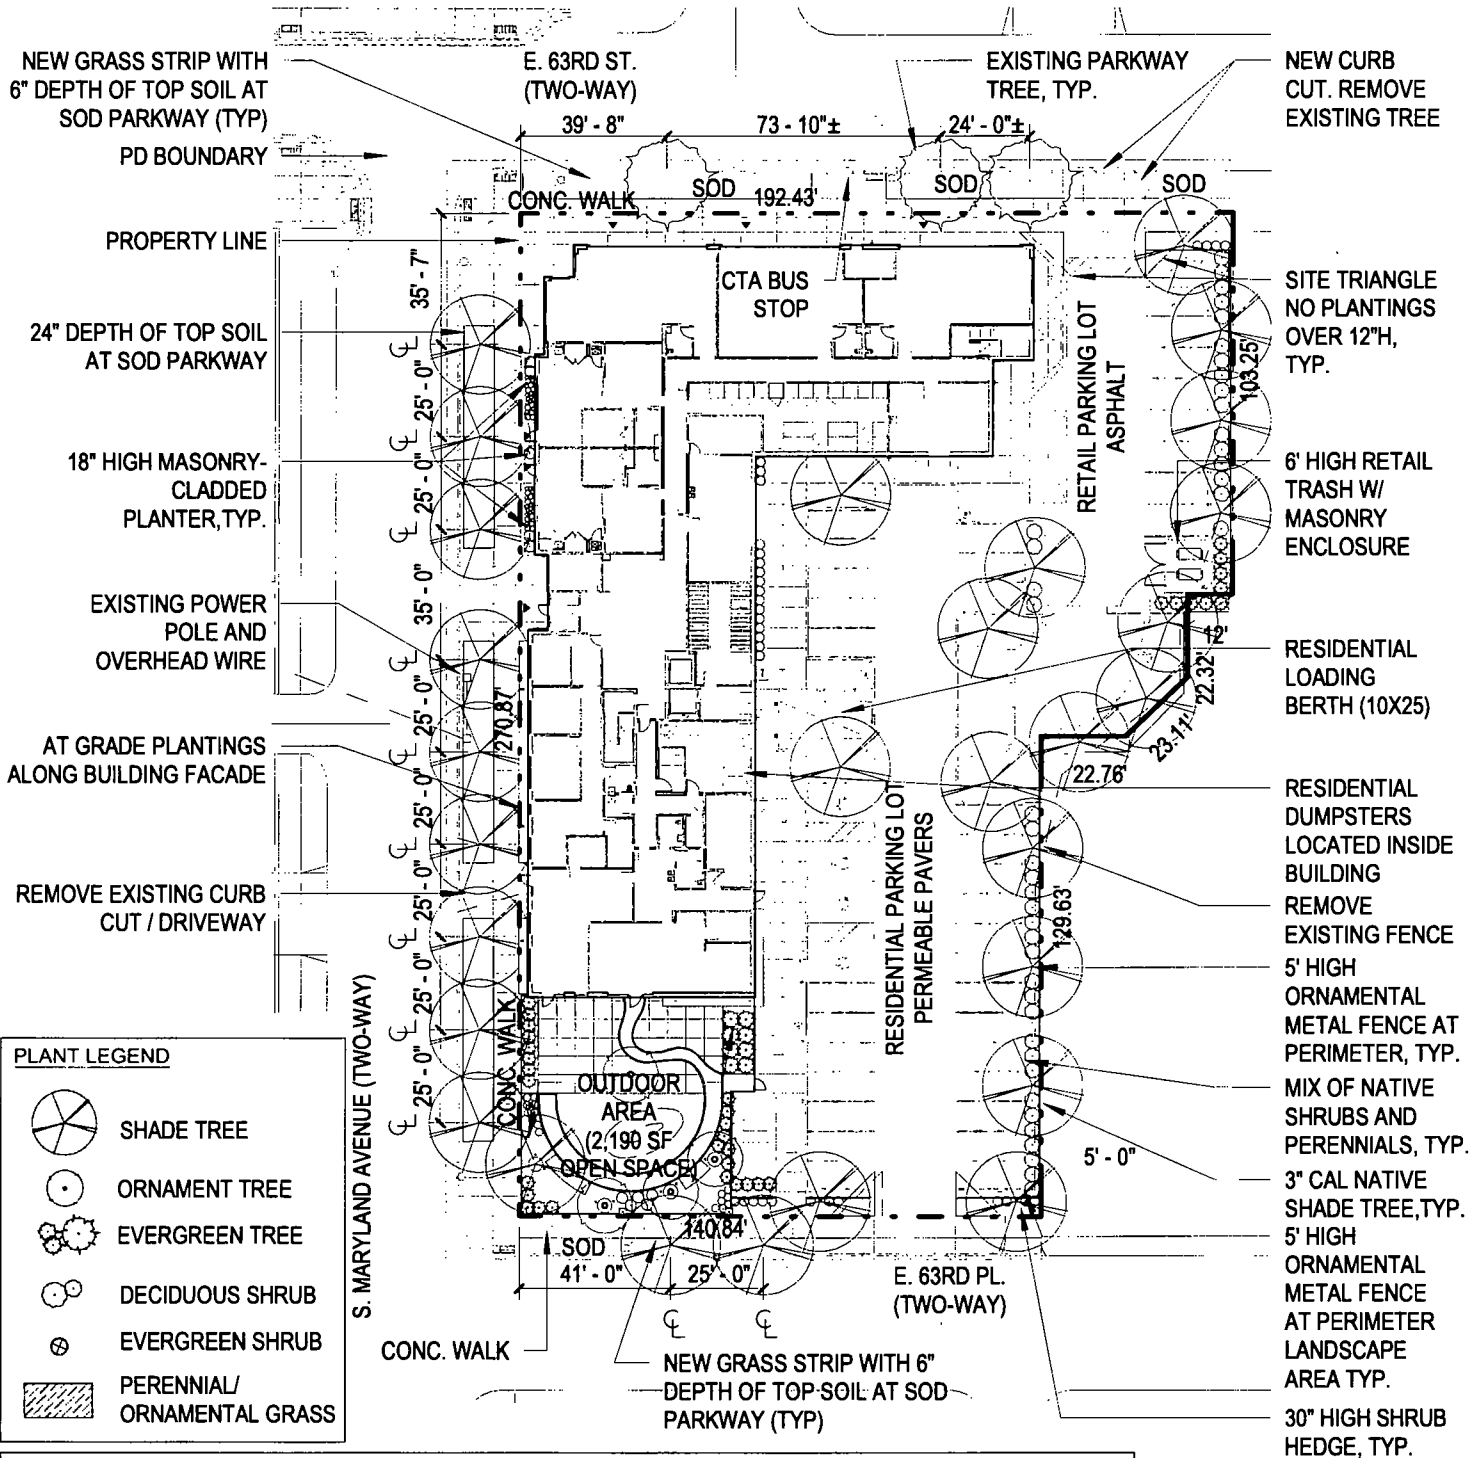 NEW GRASS STRIP WITH
6" DEPTH OF TOP SOIL AT
SOD PARKWAY (TYP)
PD BOUNDARY
PROPERTY LINE
24" DEPTH OF TOP SOIL
AT SOD PARKWAY
18" HIGH MASONRY-
CLADDED
PLANTER,TYP.
EXISTING POWER
POLE AND
OVERHEAD WIRE
AT GRADE PLANTINGS
ALONG BUILDING FACADE
REMOVE EXISTING CURB
CUT / DRIVEWAY
E. 63RD ST.
(TWO-WAY)
EXISTING PARKWAY
TREE, TYP.
NEW CURB
CUT. REMOVE
EXISTING TREE
39' - 8"
73 - 10"±
24' - 0"±
CONC. WALK
SOD
192.43'
SOD
SOD
CTA BUS
STOP
RETAIL PARKING LOT
ASPHALT
103.25'
SITE TRIANGLE
NO PLANTINGS
OVER 12"H,
TYP.
6' HIGH RETAIL
TRASH W/
MASONRY
ENCLOSURE
RESIDENTIAL
LOADING
BERTH (10X25)
RESIDENTIAL
DUMPSTERS
LOCATED INSIDE
BUILDING
REMOVE
EXISTING FENCE
5' HIGH
ORNAMENTAL
METAL FENCE AT
PERIMETER, TYP.
MIX OF NATIVE
SHRUBS AND
PERENNIALS, TYP.
3" CAL NATIVE
SHADE TREE,TYP.
5' HIGH
ORNAMENTAL
METAL FENCE
AT PERIMETER
LANDSCAPE
AREA TYP.
30" HIGH SHRUB
HEDGE, TYP.
35' - 7"
℄
25' - 0"
℄
25' - 0"
℄
35' - 0"
℄
25' - 0"
270.87'
℄
25' - 0"
℄
25' - 0"
℄
25' - 0"
℄
25' - 0"
℄
12'
22.32'
23.11'
22.76'
129.63'
5' - 0"
RESIDENTIAL PARKING LOT
PERMEABLE PAVERS
S. MARYLAND AVENUE (TWO-WAY)
CONC. WALK
OUTDOOR
AREA
(2,190 SF
OPEN SPACE)
140.84'
SOD
41' - 0"
25' - 0"
℄
℄
E. 63RD PL.
(TWO-WAY)
CONC. WALK
NEW GRASS STRIP WITH 6"
DEPTH OF TOP SOIL AT SOD
PARKWAY (TYP)
PLANT LEGEND
SHADE TREE
ORNAMENT TREE
EVERGREEN TREE
DECIDUOUS SHRUB
EVERGREEN SHRUB
PERENNIAL/
ORNAMENTAL GRASS